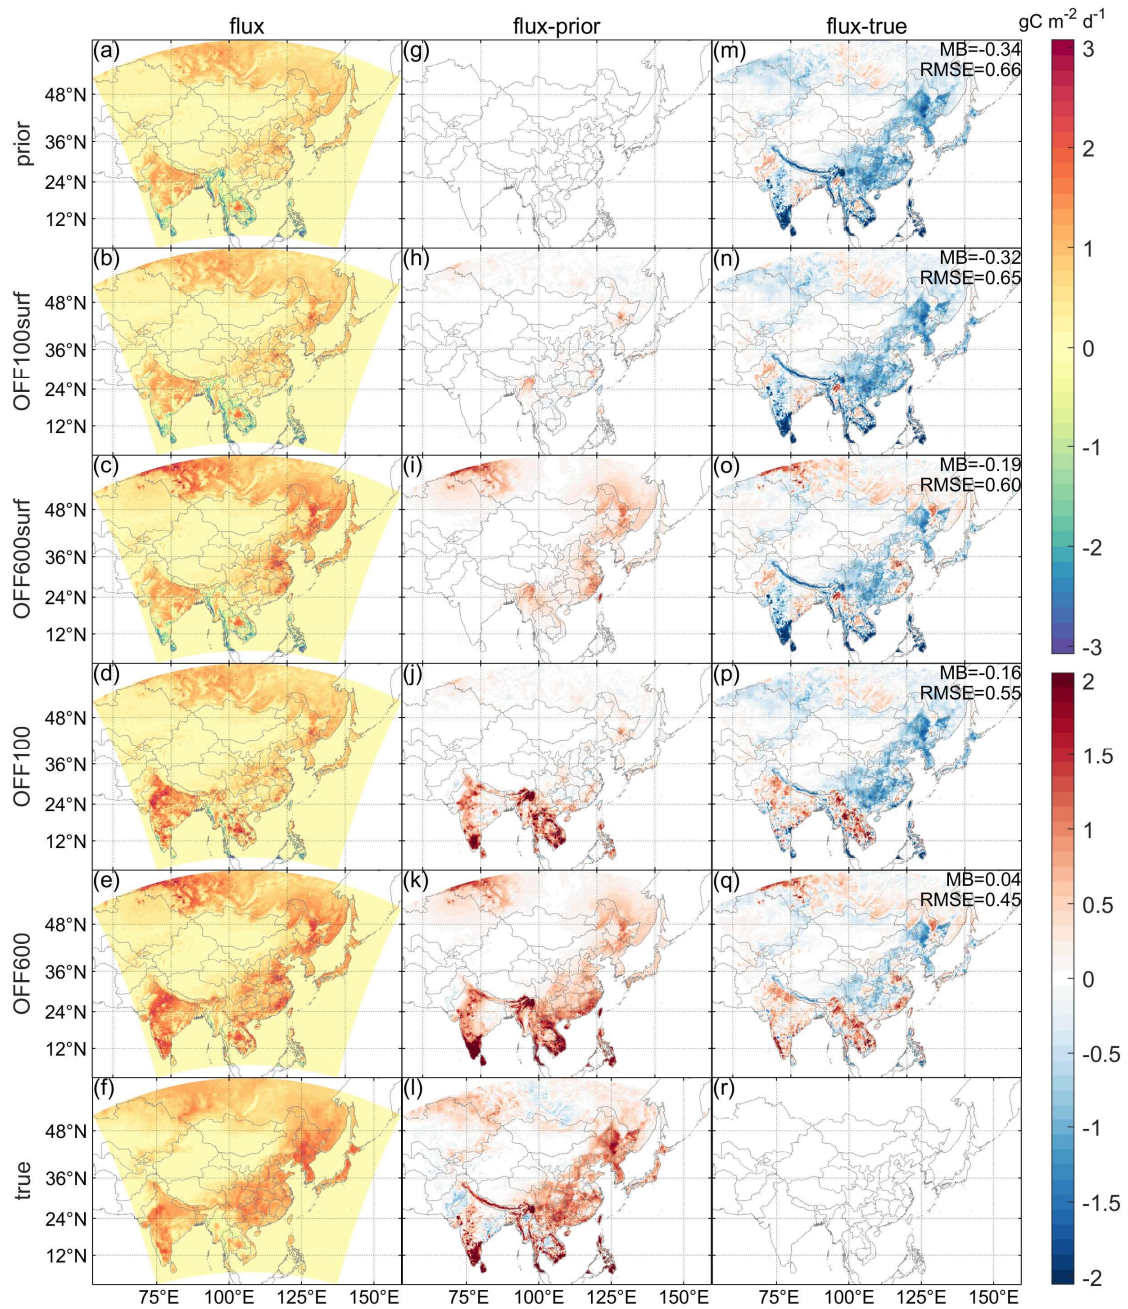 flux flux-prior flux-true gC m⁻² d⁻¹
(a) (g) (m) MB=-0.34
RMSE=0.66
48°N
36°N
24°N
12°N
prior
(b) (h) (n) MB=-0.32
RMSE=0.65
48°N
36°N
24°N
12°N
OFF100surf
(c) (i) (o) MB=-0.19
RMSE=0.60
48°N
36°N
24°N
12°N
OFF600surf
(d) (j) (p) MB=-0.16
RMSE=0.55
48°N
36°N
24°N
12°N
OFF100
(e) (k) (q) MB=0.04
RMSE=0.45
48°N
36°N
24°N
12°N
OFF600
(f) (l) (r)
48°N
36°N
24°N
12°N
true
75°E 100°E 125°E 150°E 75°E 100°E 125°E 150°E 75°E 100°E 125°E 150°E
3
2
1
0
-1
-2
-3
2
1.5
1
0.5
0
-0.5
-1
-1.5
-2